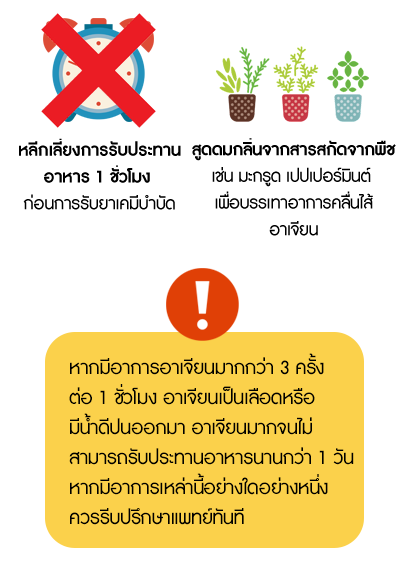 หลีกเลี่ยงการรับประทาน
อาหาร 1 ชั่วโมง
ก่อนการรับยาเคมีบำบัด
สูดดมกลิ่นจากสารสกัดจากพืช
เช่น มะกรูด เปปเปอร์มินต์
เพื่อบรรเทาอาการคลื่นไส้
อาเจียน
!
หากมีอาการอาเจียนมากกว่า 3 ครั้ง
ต่อ 1 ชั่วโมง อาเจียนเป็นเลือดหรือ
มีน้ำดีปนออกมา อาเจียนมากจนไม่
สามารถรับประทานอาหารนานกว่า 1 วัน
หากมีอาการเหล่านี้อย่างใดอย่างหนึ่ง
ควรรีบปรึกษาแพทย์ทันที